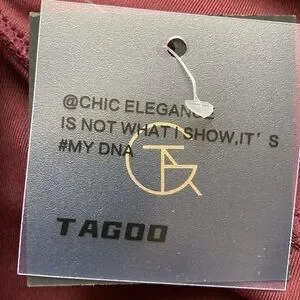 @CHIC ELEGANCE
IS NOT WHAT I SHOW,IT'S
#MY DNA
TAGOO